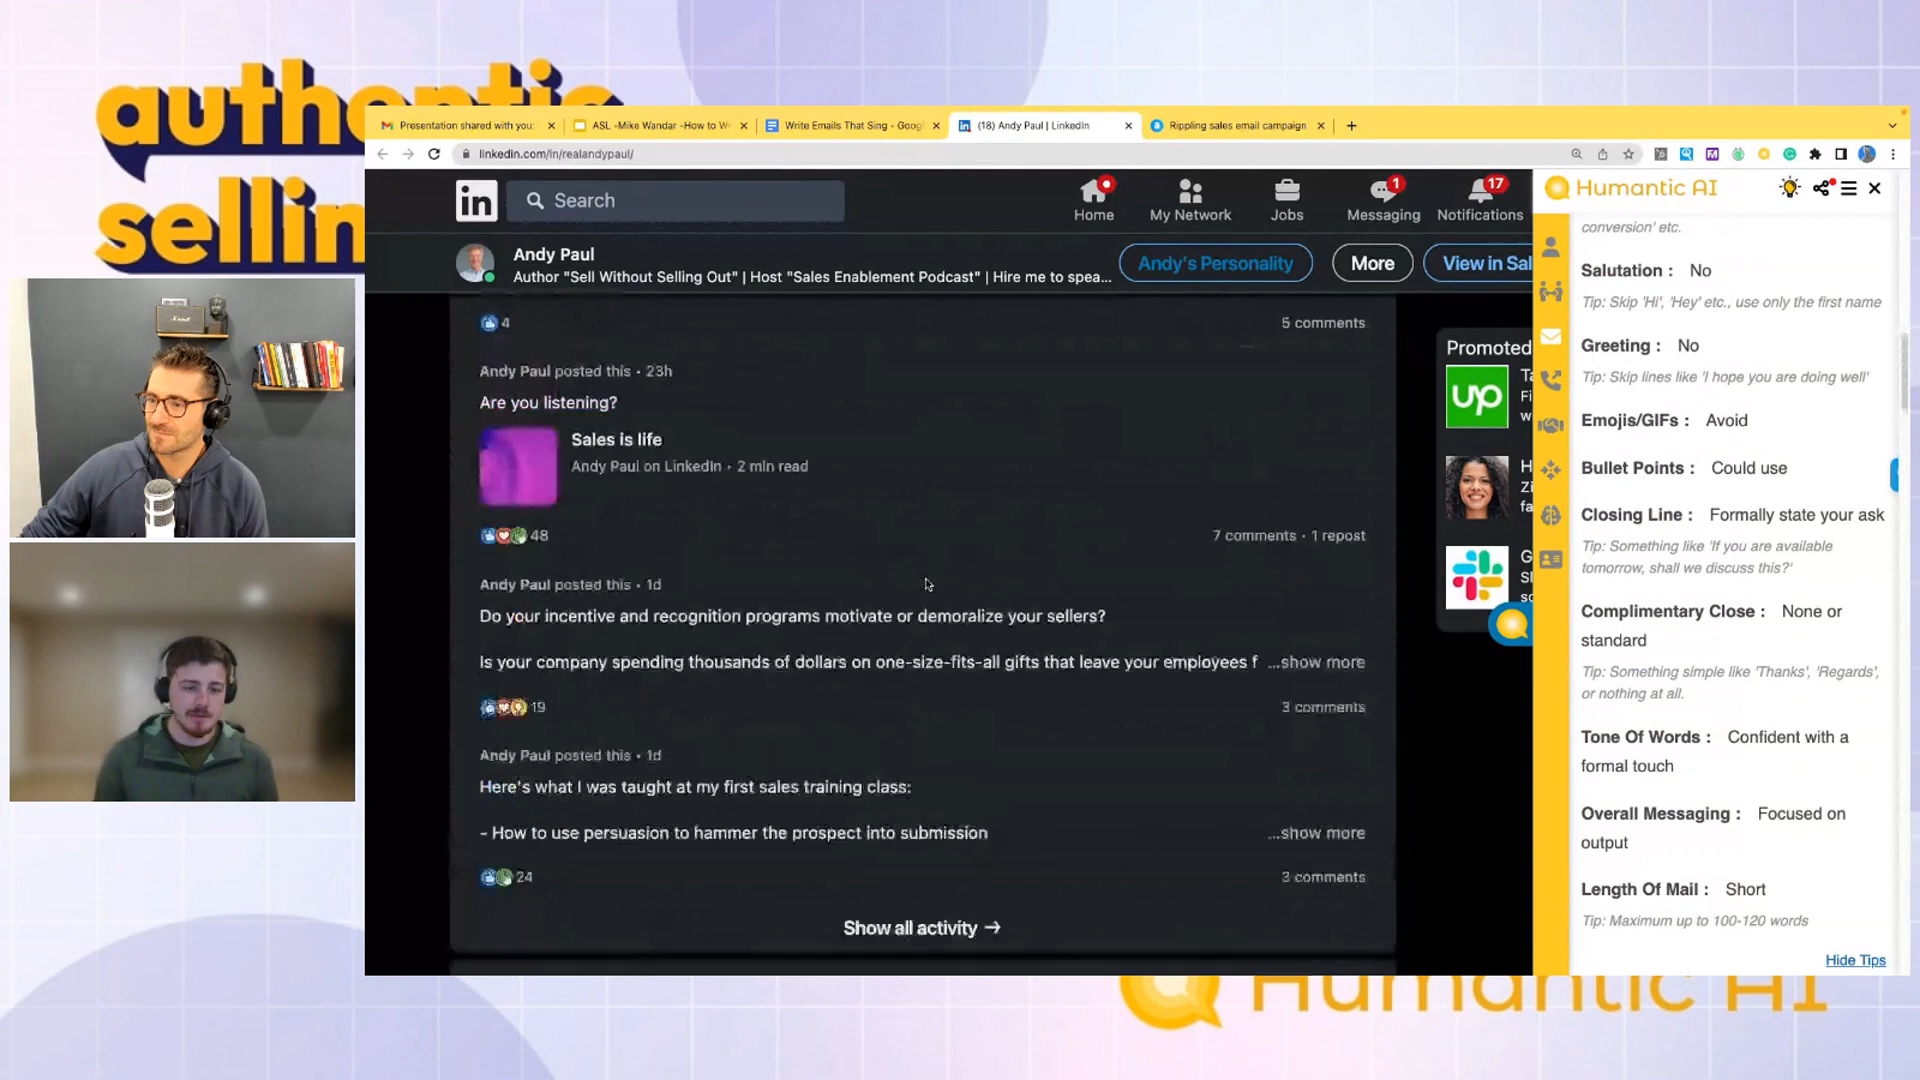 authentic
selling
Presentation shared with you:
ASL -Mike Wandar -How to Wr
Write Emails That Sing - Googl
(18) Andy Paul | LinkedIn
Rippling sales email campaign
linkedin.com/in/realandypaul/
in
Search
Home
My Network
Jobs
1
Messaging
17
Notifications
Andy Paul
Author "Sell Without Selling Out" | Host "Sales Enablement Podcast" | Hire me to spea...
Andy's Personality
More
View in Sal
4
5 comments
Andy Paul posted this • 23h
Are you listening?
Sales is life
Andy Paul on LinkedIn • 2 min read
48
7 comments • 1 repost
Andy Paul posted this • 1d
Do your incentive and recognition programs motivate or demoralize your sellers?
Is your company spending thousands of dollars on one-size-fits-all gifts that leave your employees f ...show more
19
3 comments
Andy Paul posted this • 1d
Here's what I was taught at my first sales training class:
- How to use persuasion to hammer the prospect into submission ...show more
24
3 comments
Show all activity →
Promoted
up
Humantic AI
conversion' etc.
Salutation : No
Tip: Skip 'Hi', 'Hey' etc., use only the first name
Greeting : No
Tip: Skip lines like 'I hope you are doing well'
Emojis/GIFs : Avoid
Bullet Points : Could use
Closing Line : Formally state your ask
Tip: Something like 'If you are available
tomorrow, shall we discuss this?'
Complimentary Close : None or
standard
Tip: Something simple like 'Thanks', 'Regards',
or nothing at all.
Tone Of Words : Confident with a
formal touch
Overall Messaging : Focused on
output
Length Of Mail : Short
Tip: Maximum up to 100-120 words
Hide Tips
Humantic AI